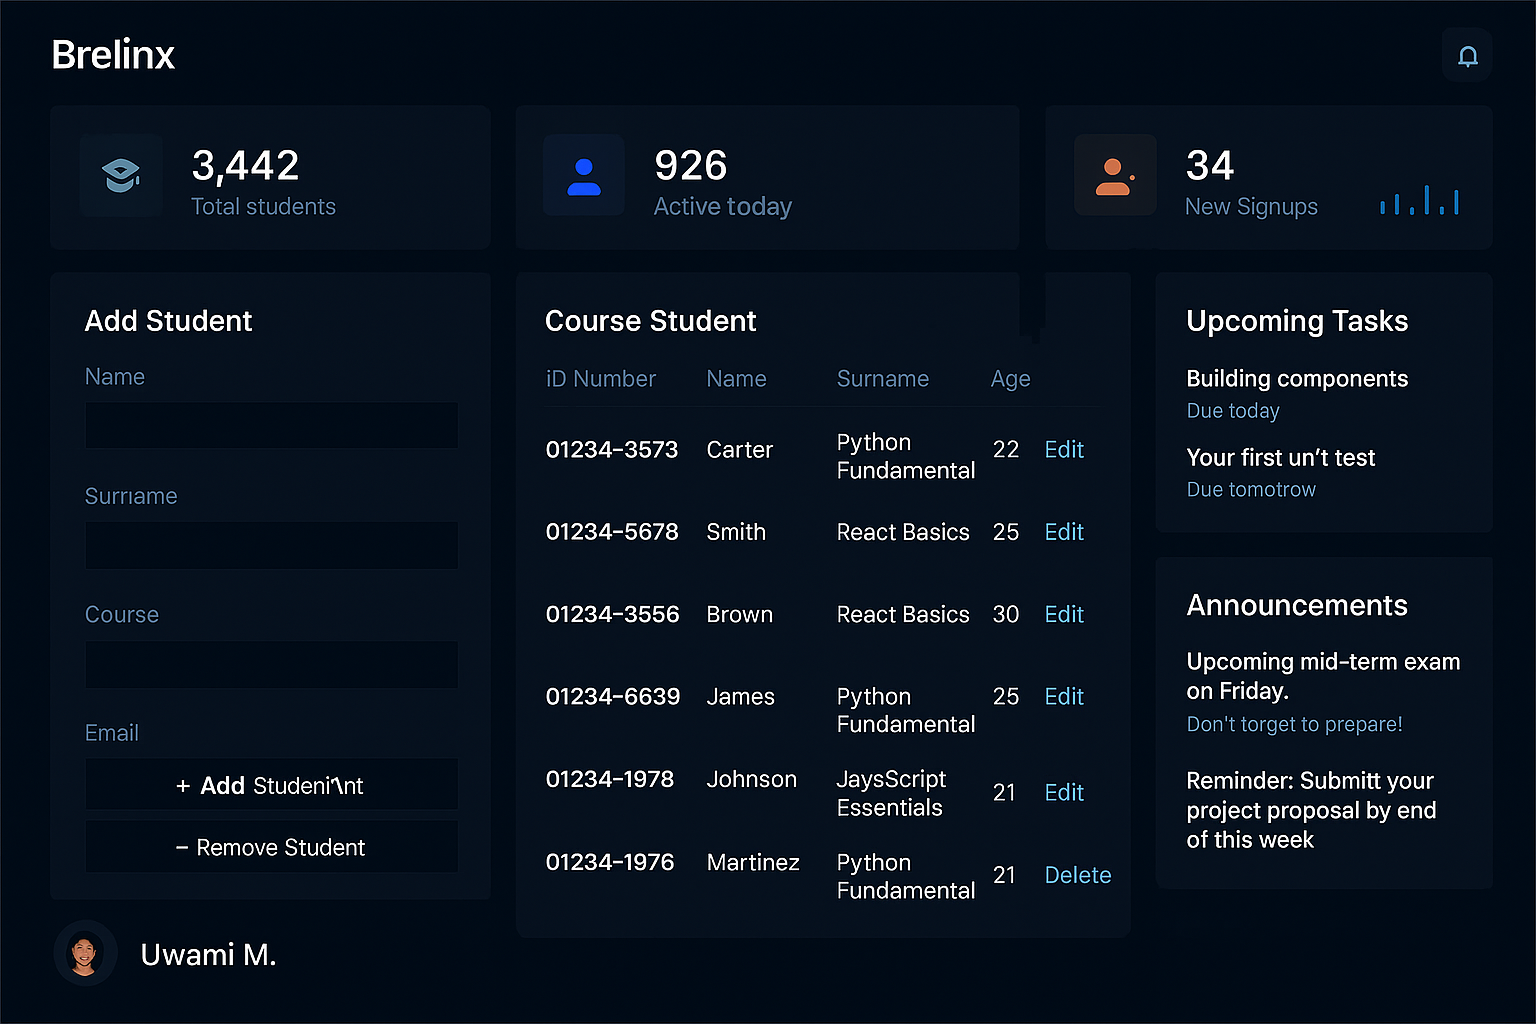 Brelinx
3,442
Total students
926
Active today
34
New Signups
Add Student
Name
Surname
Course
Email
+ Add
− Remove Student
Course Student
iD Number Name Surname Age
01234-3573 Carter Python Fundamental 22 Edit
01234-5678 Smith React Basics 25 Edit
01234-3556 Brown React Basics 30 Edit
01234-6639 James Python Fundamental 25 Edit
01234-1978 Johnson JaysScript Essentials 21 Edit
01234-1976 Martinez Python Fundamental 21 Delete
Upcoming Tasks
Building components
Due today
Your first un't test
Due tomotrow
Announcements
Upcoming mid-term exam
on Friday.
Don't torget to prepare!
Reminder: Submitt your
project proposal by end
of this week
Uwami M.